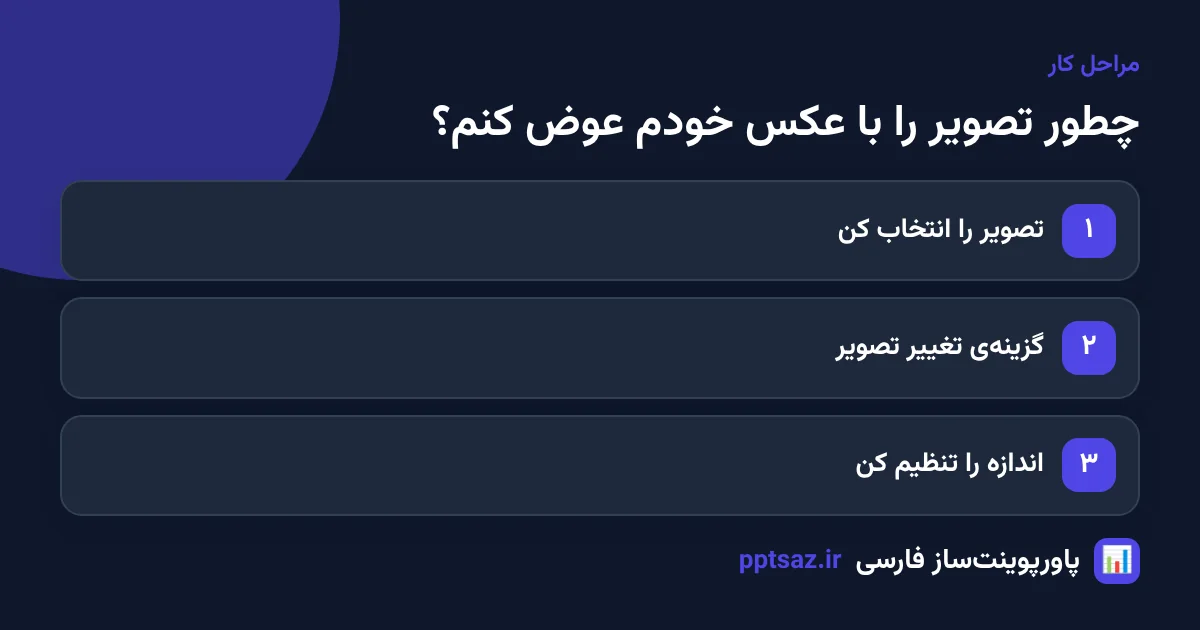 مراحل کار
چطور تصویر را با عکس خودم عوض کنم؟
۱ تصویر را انتخاب کن
۲ گزینه‌ی تغییر تصویر
۳ اندازه را تنظیم کن
پاورپوینت‌ساز فارسی pptsaz.ir